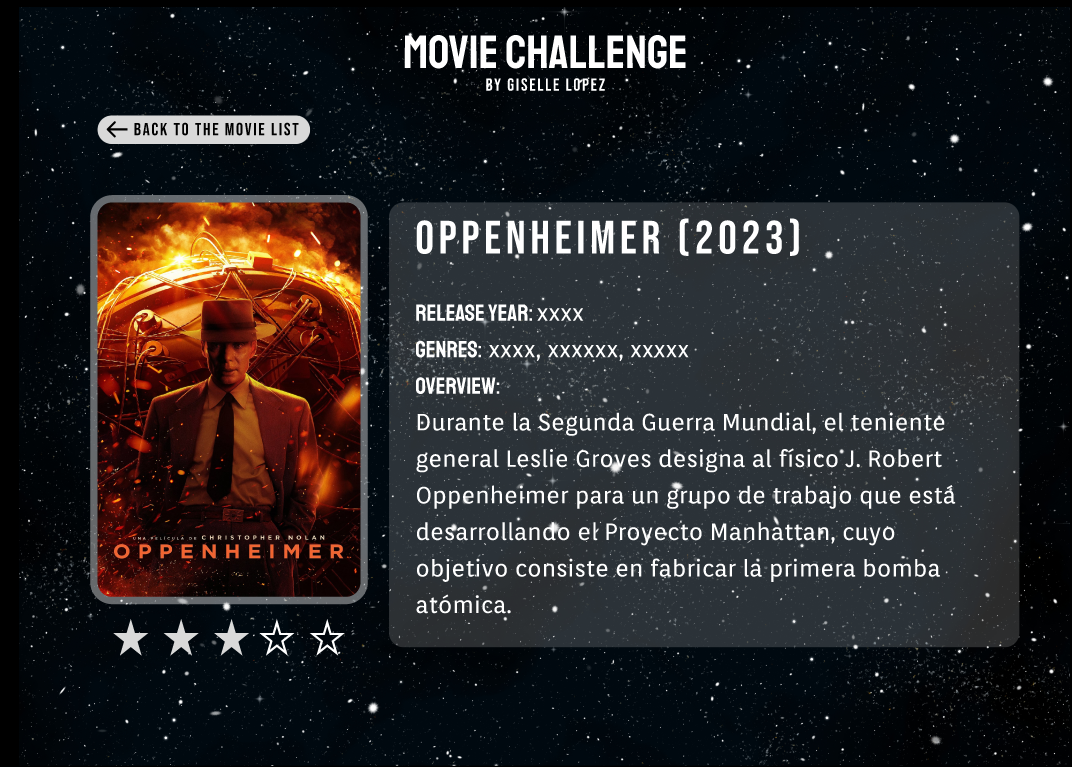 MOVIE CHALLENGE
BY GISELLE LOPEZ
← BACK TO THE MOVIE LIST
OPPENHEIMER (2023)
RELEASE YEAR: xxxx
GENRES: xxxx, xxxxxx, xxxxx
OVERVIEW:
Durante la Segunda Guerra Mundial, el teniente
general Leslie Groves designa al físico J. Robert
Oppenheimer para un grupo de trabajo que está
desarrollando el Proyecto Manhattan, cuyo
objetivo consiste en fabricar la primera bomba
atómica.
UNA PELÍCULA DE CHRISTOPHER NOLAN
OPPENHEIMER